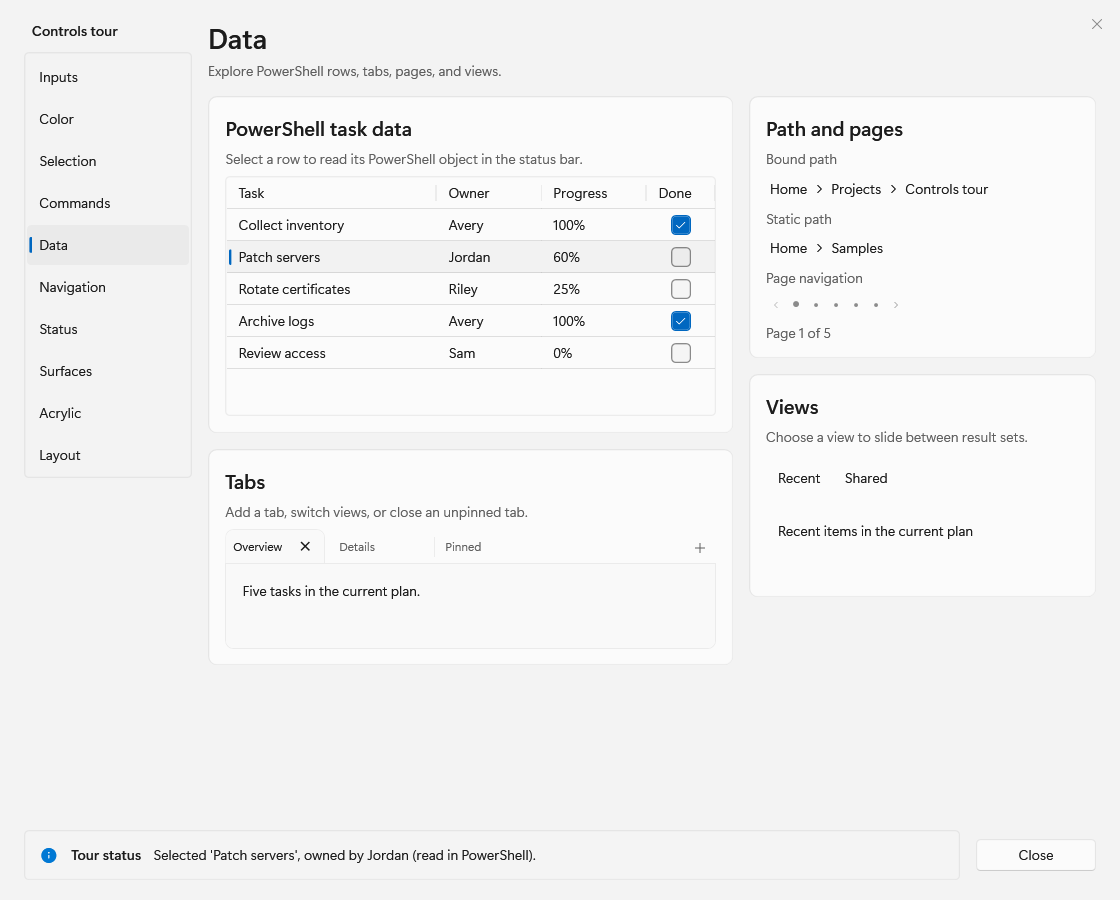 Controls tour
Inputs
Color
Selection
Commands
Data
Navigation
Status
Surfaces
Acrylic
Layout
Data
Explore PowerShell rows, tabs, pages, and views.
PowerShell task data
Select a row to read its PowerShell object in the status bar.
Task Owner Progress Done
Collect inventory Avery 100%
Patch servers Jordan 60%
Rotate certificates Riley 25%
Archive logs Avery 100%
Review access Sam 0%
Tabs
Add a tab, switch views, or close an unpinned tab.
Overview Details Pinned
Five tasks in the current plan.
Path and pages
Bound path
Home > Projects > Controls tour
Static path
Home > Samples
Page navigation
Page 1 of 5
Views
Choose a view to slide between result sets.
Recent Shared
Recent items in the current plan
Tour status Selected 'Patch servers', owned by Jordan (read in PowerShell).
Close